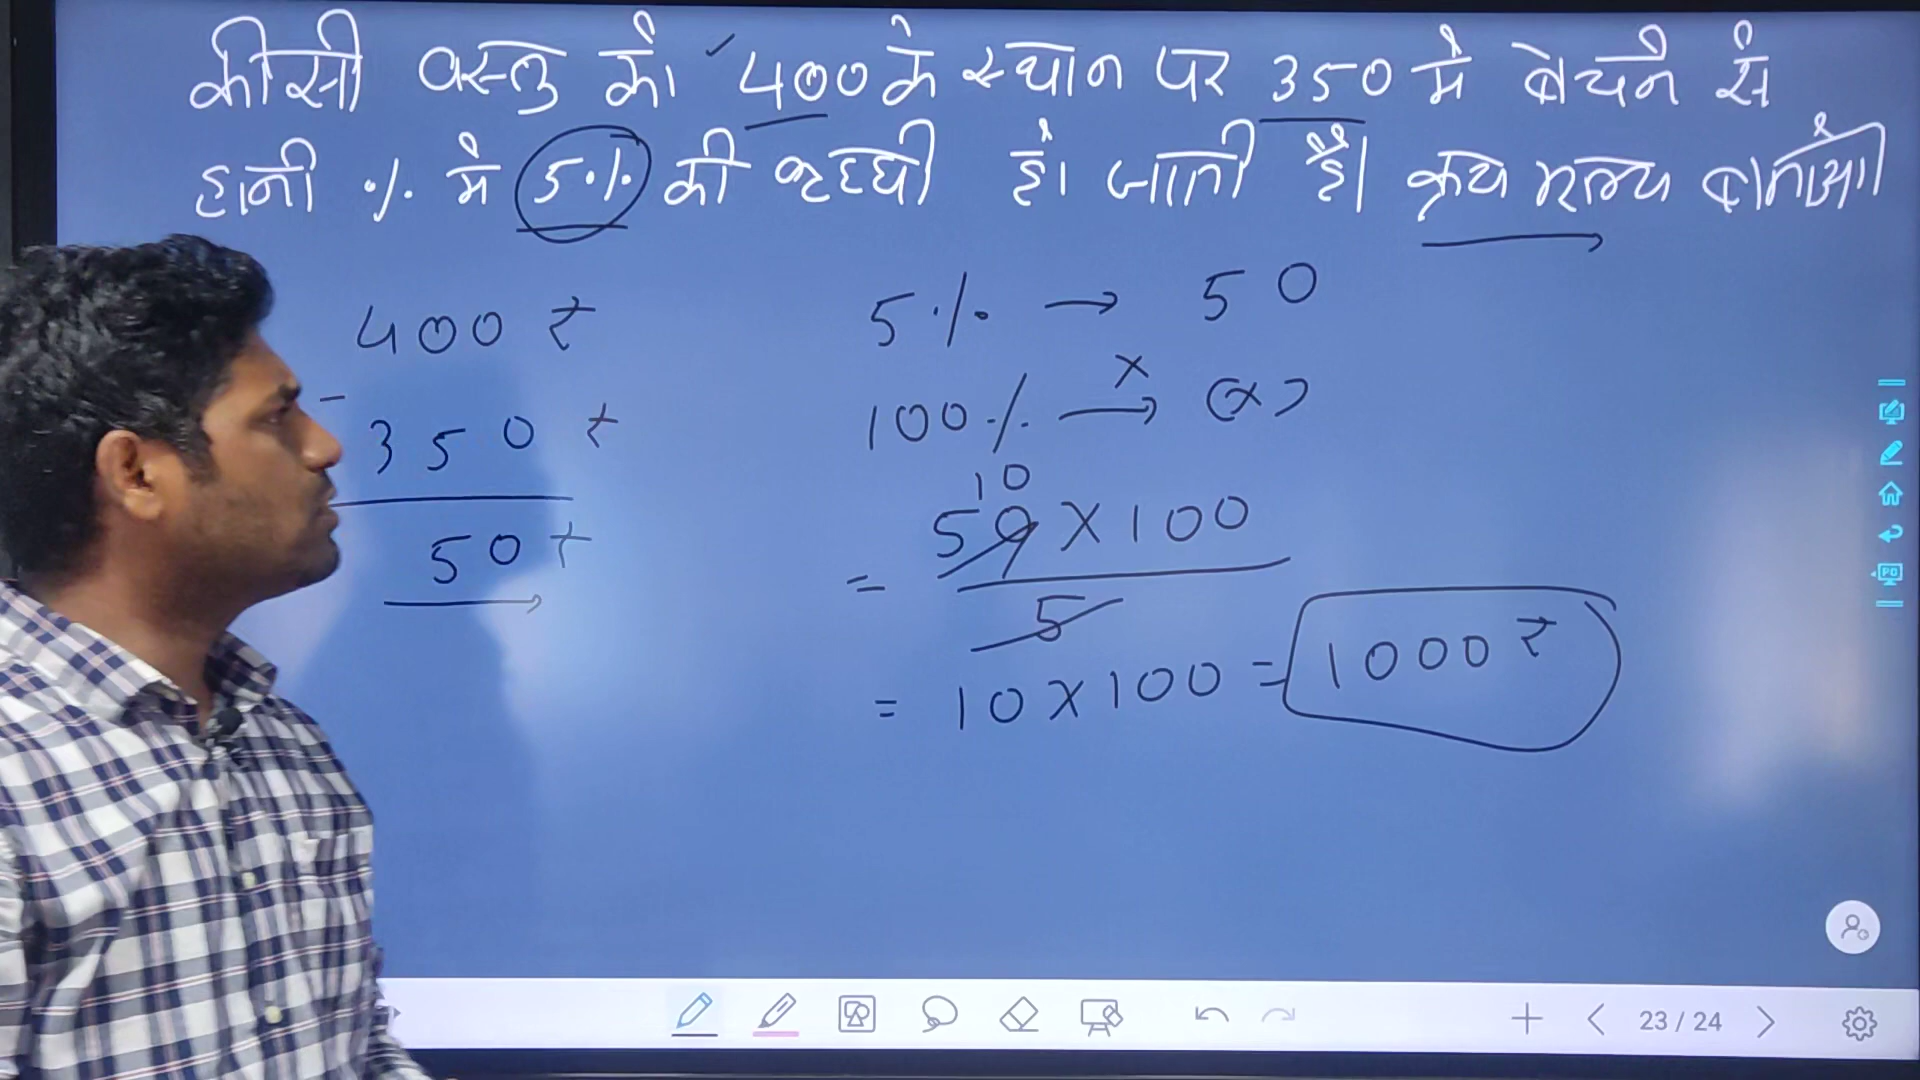 कीसी वस्तु को 400 के स्थान पर 350 में बेचने से
हानी % में 5% की वृध्घी हो जाती है। क्रय मुल्य बाताओ
400 ₹
- 350 ₹
50 ₹
5% → 50
100% → × (x)
10
= 50 × 100
5
= 10 × 100 = 1000 ₹
PD
23 / 24